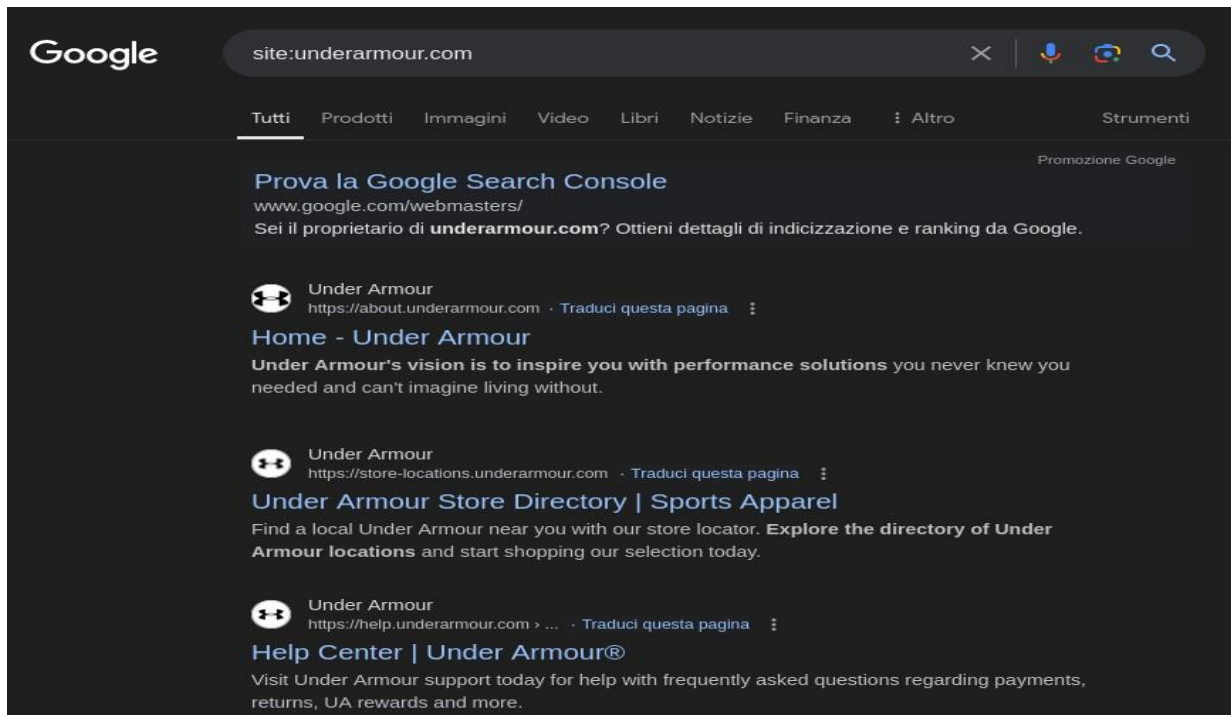 Google
site:underarmour.com
Tutti Prodotti Immagini Video Libri Notizie Finanza Altro Strumenti
Promozione Google
Prova la Google Search Console
www.google.com/webmasters/
Sei il proprietario di underarmour.com? Ottieni dettagli di indicizzazione e ranking da Google.
Under Armour
https://about.underarmour.com · Traduci questa pagina
Home - Under Armour
Under Armour's vision is to inspire you with performance solutions you never knew you
needed and can't imagine living without.
Under Armour
https://store-locations.underarmour.com · Traduci questa pagina
Under Armour Store Directory | Sports Apparel
Find a local Under Armour near you with our store locator. Explore the directory of Under
Armour locations and start shopping our selection today.
Under Armour
https://help.underarmour.com › ... · Traduci questa pagina
Help Center | Under Armour®
Visit Under Armour support today for help with frequently asked questions regarding payments,
returns, UA rewards and more.